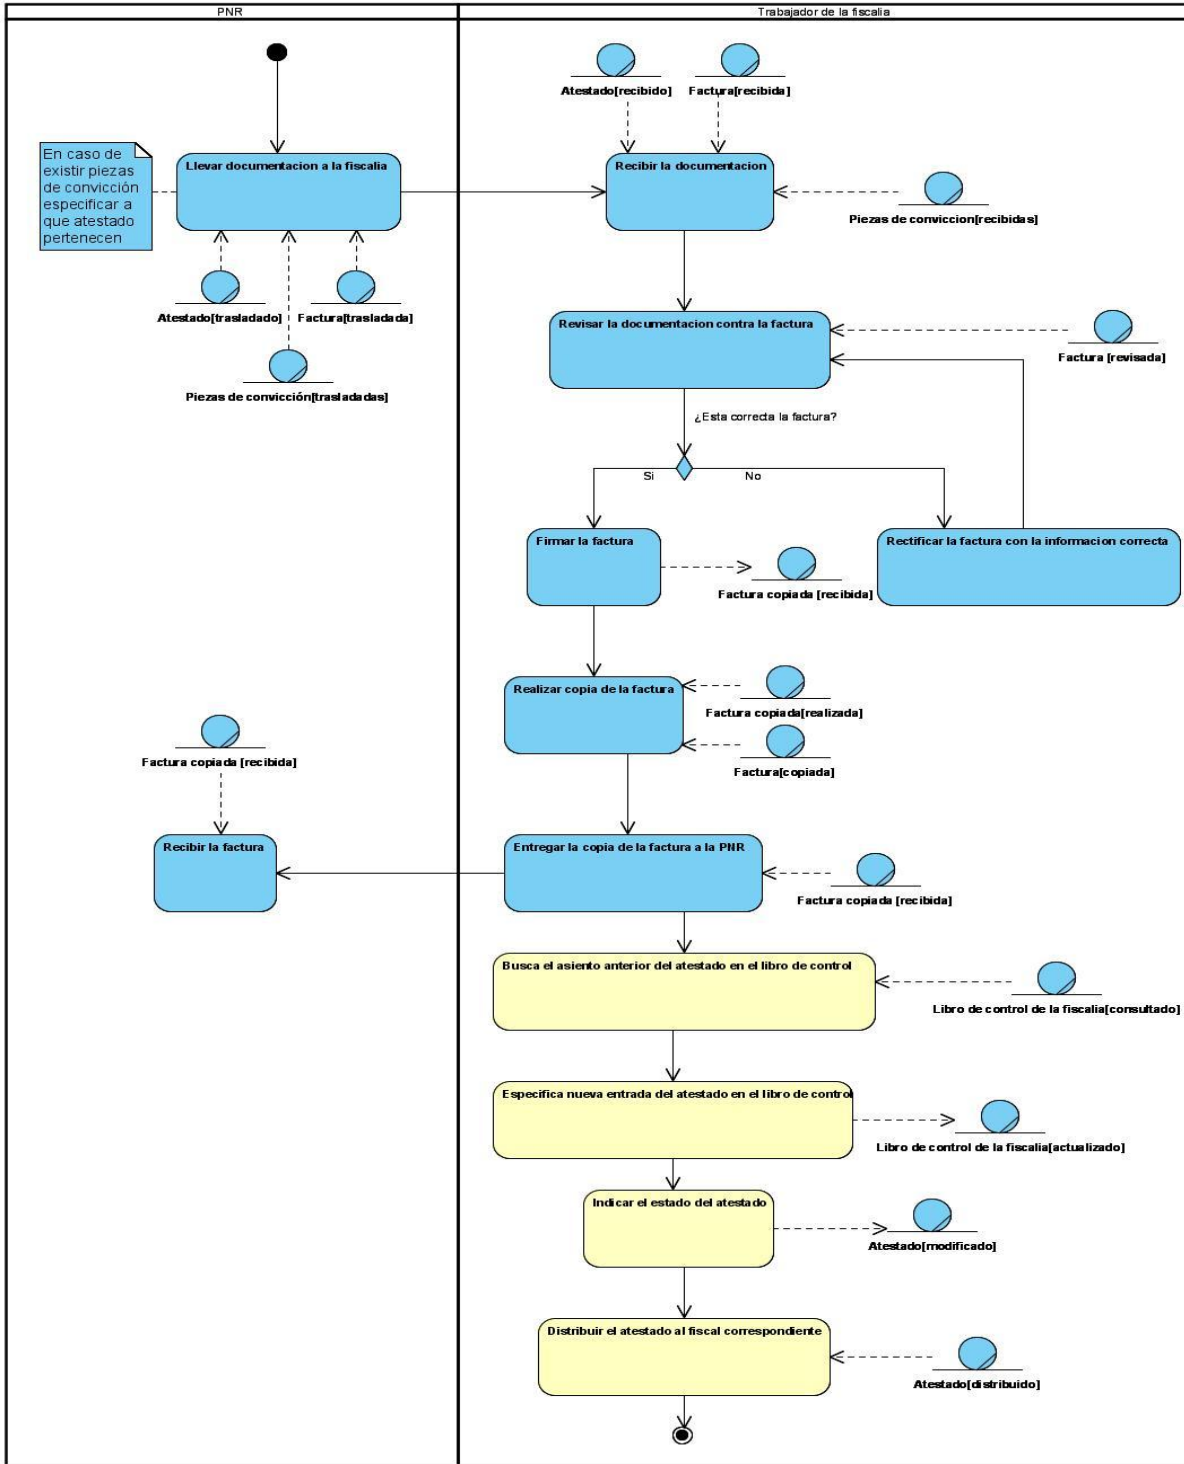 PNR
Trabajador de la fiscalia
Atestado[recibido]
Factura[recibida]
En caso de
existir piezas
de convicción
especificar a
que atestado
pertenecen
Llevar documentacion a la fiscalia
Recibir la documentacion
Piezas de conviccion[recibidas]
Atestado[trasladado]
Factura[trasladada]
Piezas de convicción[trasladadas]
Revisar la documentacion contra la factura
Factura [revisada]
¿Esta correcta la factura?
Si
No
Firmar la factura
Factura copiada [recibida]
Rectificar la factura con la informacion correcta
Realizar copia de la factura
Factura copiada[realizada]
Factura[copiada]
Factura copiada [recibida]
Recibir la factura
Entregar la copia de la factura a la PNR
Factura copiada [recibida]
Busca el asiento anterior del atestado en el libro de control
Libro de control de la fiscalia[consultado]
Especifica nueva entrada del atestado en el libro de control
Libro de control de la fiscalia[actualizado]
Indicar el estado del atestado
Atestado[modificado]
Distribuir el atestado al fiscal correspondiente
Atestado[distribuido]